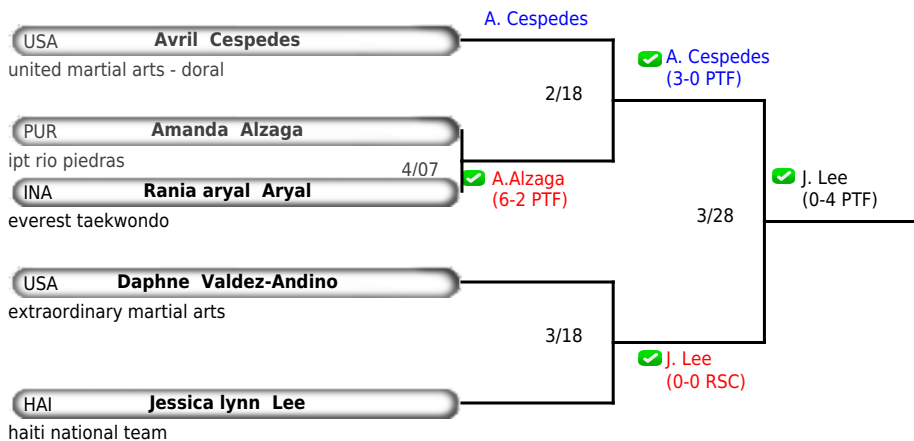 A. Cespedes
USA Avril Cespedes
united martial arts - doral
2/18
A. Cespedes
(3-0 PTF)
PUR Amanda Alzaga
ipt rio piedras
4/07
A.Alzaga
(6-2 PTF)
INA Rania aryal Aryal
everest taekwondo
3/28
J. Lee
(0-4 PTF)
USA Daphne Valdez-Andino
extraordinary martial arts
3/18
J. Lee
(0-0 RSC)
HAI Jessica lynn Lee
haiti national team